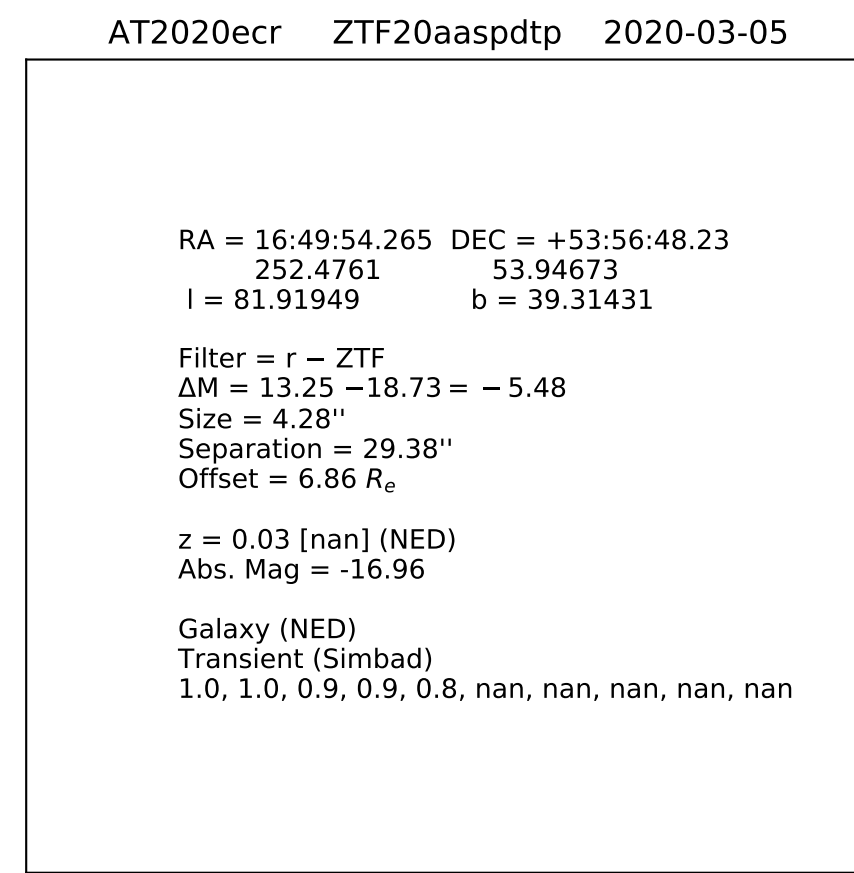 AT2020ecr ZTF20aaspdtp 2020-03-05
RA = 16:49:54.265 DEC = +53:56:48.23
252.4761 53.94673
l = 81.91949 b = 39.31431
Filter = r − ZTF
ΔM = 13.25 −18.73 = − 5.48
Size = 4.28''
Separation = 29.38''
Offset = 6.86 Rₑ
z = 0.03 [nan] (NED)
Abs. Mag = -16.96
Galaxy (NED)
Transient (Simbad)
1.0, 1.0, 0.9, 0.9, 0.8, nan, nan, nan, nan, nan